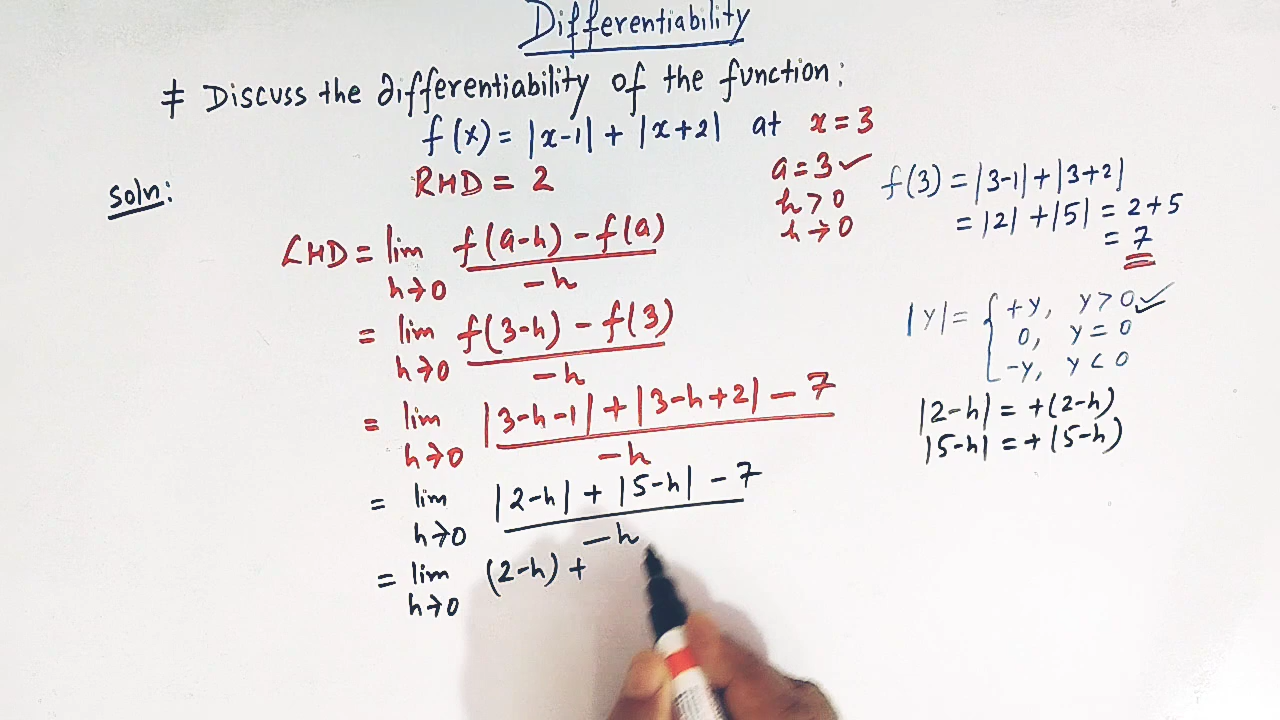 Differentiability
# Discuss the differentiability of the function:
f(x) = |x-1| + |x+2| at x=3
Soln:
RHD = 2
a = 3 ✓
h > 0
h → 0
f(3) = |3-1| + |3+2|
= |2| + |5| = 2+5
= 7
LHD = lim h→0 f(a-h) - f(a) / -h
= lim h→0 f(3-h) - f(3) / -h
= lim h→0 |3-h-1| + |3-h+2| - 7 / -h
= lim h→0 |2-h| + |5-h| - 7 / -h
= lim h→0 (2-h) +
|y| = { +y, y > 0 ✓
0, y = 0
-y, y < 0
|2-h| = +(2-h)
|5-h| = +(5-h)